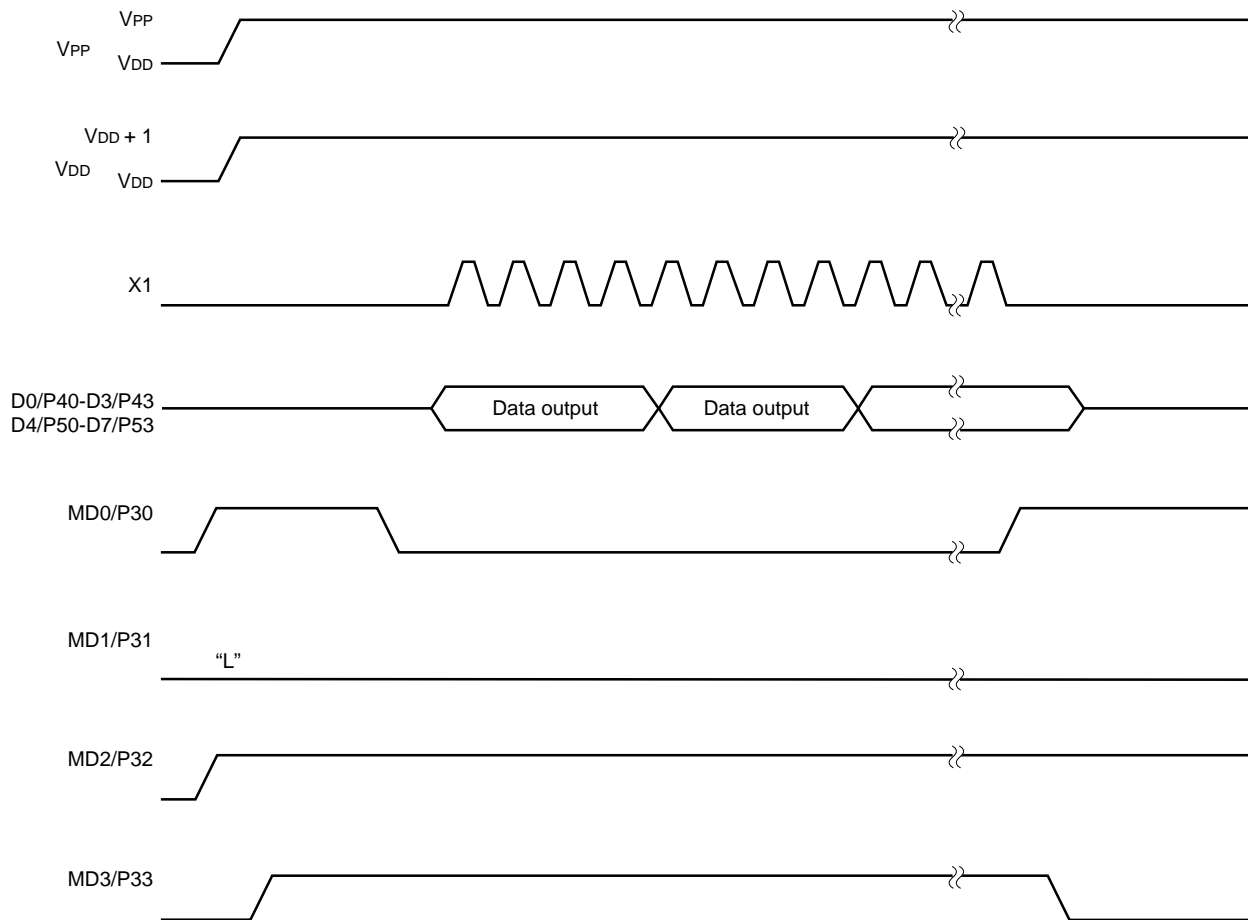 VPP
VPP
VDD
VDD + 1
VDD
VDD
X1
D0/P40-D3/P43
D4/P50-D7/P53
Data output
Data output
MD0/P30
MD1/P31
“L”
MD2/P32
MD3/P33